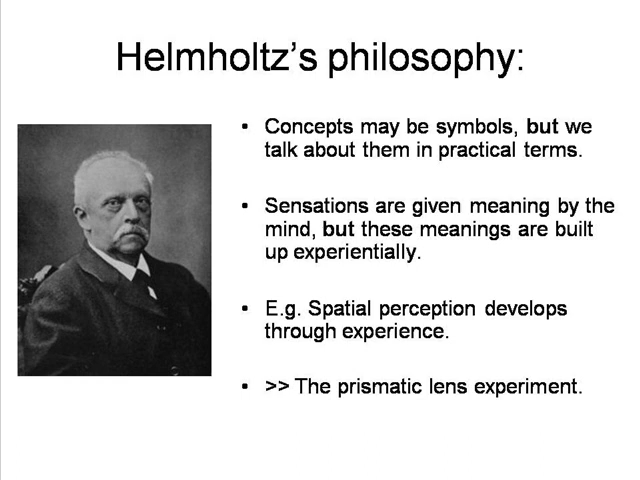 Helmholtz's philosophy:
• Concepts may be symbols, but we
talk about them in practical terms.
• Sensations are given meaning by the
mind, but these meanings are built
up experientially.
• E.g. Spatial perception develops
through experience.
• >> The prismatic lens experiment.